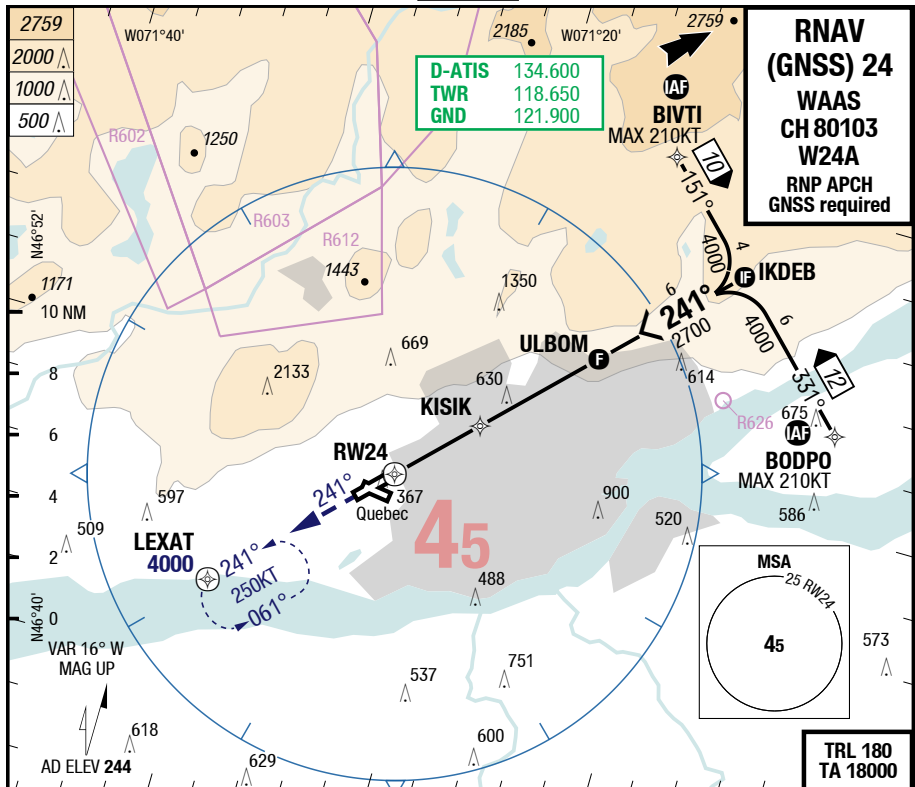 2759
2000
1000
500
W071°40'
2185
W071°20'
2759
D-ATIS 134.600
TWR 118.650
GND 121.900
IAF
BIVTI
MAX 210KT
RNAV
(GNSS) 24
WAAS
CH 80103
W24A
RNP APCH
GNSS required
R602
1250
10
151°
4000
4
N46°52'
R603
R612
1443
1171
10 NM
1350
IF
IKDEB
6
241°
2700
6
4000
669
ULBOM
F
8
2133
630
614
12
331°
KISIK
R626
675
IAF
BODPO
MAX 210KT
6
RW24
241°
367
Quebec
4
597
900
520
586
509
LEXAT
4000
241°
250KT
061°
45
2
488
MSA
25 RW24
45
N46°40'
0
573
VAR 16° W
MAG UP
537
751
618
600
AD ELEV 244
629
TRL 180
TA 18000